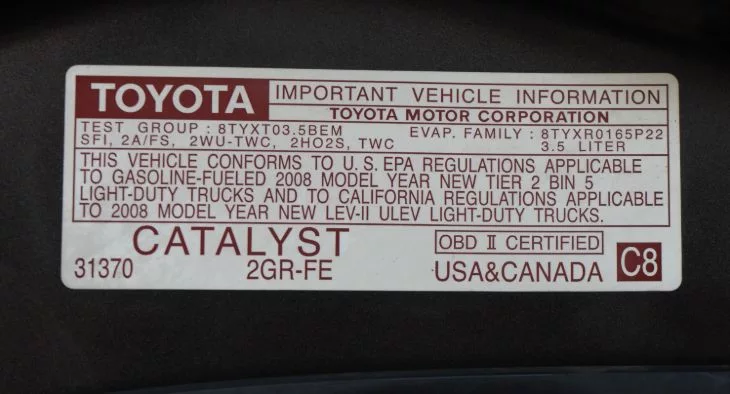 TOYOTA IMPORTANT VEHICLE INFORMATION
TOYOTA MOTOR CORPORATION
TEST GROUP : 8TYXT03.5BEM EVAP. FAMILY : 8TYXR0165P22
SFI, 2A/FS, 2WU-TWC, 2HO2S, TWC 3.5 LITER
THIS VEHICLE CONFORMS TO U.S. EPA REGULATIONS APPLICABLE
TO GASOLINE-FUELED 2008 MODEL YEAR NEW TIER 2 BIN 5
LIGHT-DUTY TRUCKS AND TO CALIFORNIA REGULATIONS APPLICABLE
TO 2008 MODEL YEAR NEW LEV-II ULEV LIGHT-DUTY TRUCKS.
CATALYST OBD II CERTIFIED
31370 2GR-FE USA&CANADA C8